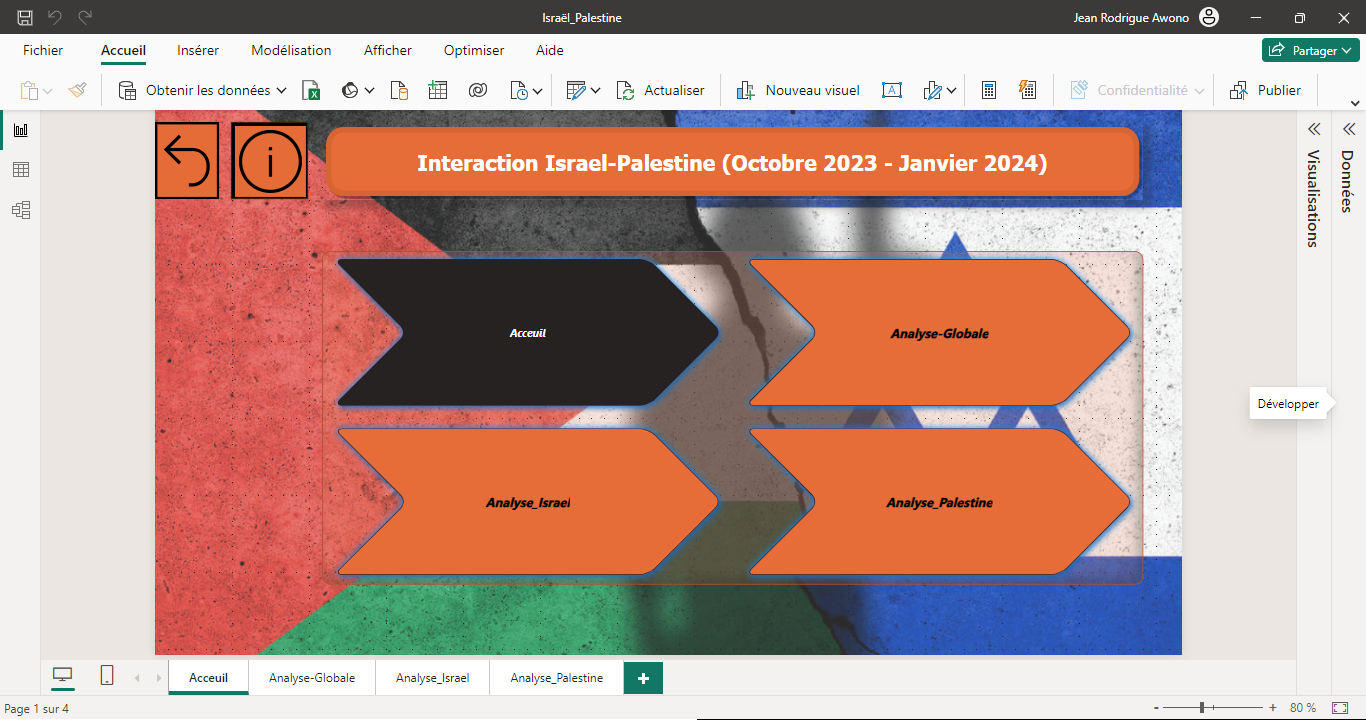 Israël_Palestine
Jean Rodrigue Awono
Fichier Accueil Insérer Modélisation Afficher Optimiser Aide
Partager
Obtenir les données
Actualiser
Nouveau visuel
A
Confidentialité
Publier
i
Interaction Israel-Palestine (Octobre 2023 - Janvier 2024)
Visualisations
Données
Acceuil
Analyse-Globale
Développer
Analyse_Israel
Analyse_Palestine
Acceuil Analyse-Globale Analyse_Israel Analyse_Palestine
Page 1 sur 4
80 %